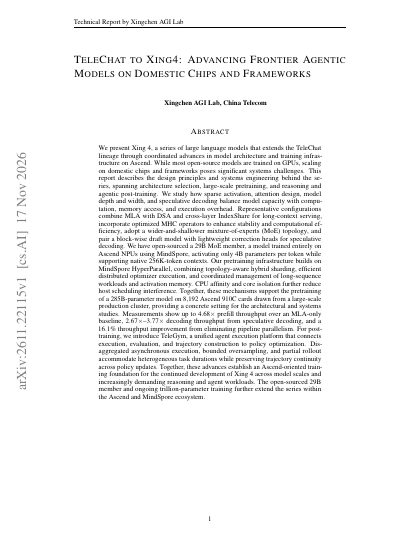 Technical Report by Xingchen AGI Lab
TELECHAT TO XING4: ADVANCING FRONTIER AGENTIC
MODELS ON DOMESTIC CHIPS AND FRAMEWORKS
Xingchen AGI Lab, China Telecom
ABSTRACT
We present Xing 4, a series of large language models that extends the TeleChat
lineage through coordinated advances in model architecture and training infras-
tructure on Ascend. While most open-source models are trained on GPUs, scaling
on domestic chips and frameworks poses significant systems challenges. This
report describes the design principles and systems engineering behind the se-
ries, spanning architecture selection, large-scale pretraining, and reasoning and
agentic post-training. We study how sparse activation, attention design, model
depth and width, and speculative decoding balance model capacity with compu-
tation, memory access, and execution overhead. Representative configurations
combine MLA with DSA and cross-layer IndexShare for long-context serving,
incorporate optimized MHC operators to enhance stability and computational ef-
ficiency, adopt a wider-and-shallower mixture-of-experts (MoE) topology, and
pair a block-wise draft model with lightweight correction heads for speculative
decoding. We have open-sourced a 29B MoE member, a model trained entirely on
Ascend NPUs using MindSpore, activating only 4B parameters per token while
supporting native 256K-token contexts. Our pretraining infrastructure builds on
MindSpore HyperParallel, combining topology-aware hybrid sharding, efficient
distributed optimizer execution, and coordinated management of long-sequence
workloads and activation memory. CPU affinity and core isolation further reduce
host scheduling interference. Together, these mechanisms support the pretraining
of a 285B-parameter model on 8,192 Ascend 910C cards drawn from a large-scale
production cluster, providing a concrete setting for the architectural and systems
studies. Measurements show up to 4.68× prefill throughput over an MLA-only
baseline, 2.67×–3.77× decoding throughput from speculative decoding, and a
16.1% throughput improvement from eliminating pipeline parallelism. For post-
training, we introduce TeleGym, a unified agent execution platform that connects
execution, evaluation, and trajectory construction to policy optimization. Dis-
aggregated asynchronous execution, bounded oversampling, and partial rollout
accommodate heterogeneous task durations while preserving trajectory continuity
across policy updates. Together, these advances establish an Ascend-oriented train-
ing foundation for the continued development of Xing 4 across model scales and
increasingly demanding reasoning and agent workloads. The open-sourced 29B
member and ongoing trillion-parameter training further extend the series within
the Ascend and MindSpore ecosystem.
arXiv:2611.22115v1 [cs.AI] 17 Nov 2026
1